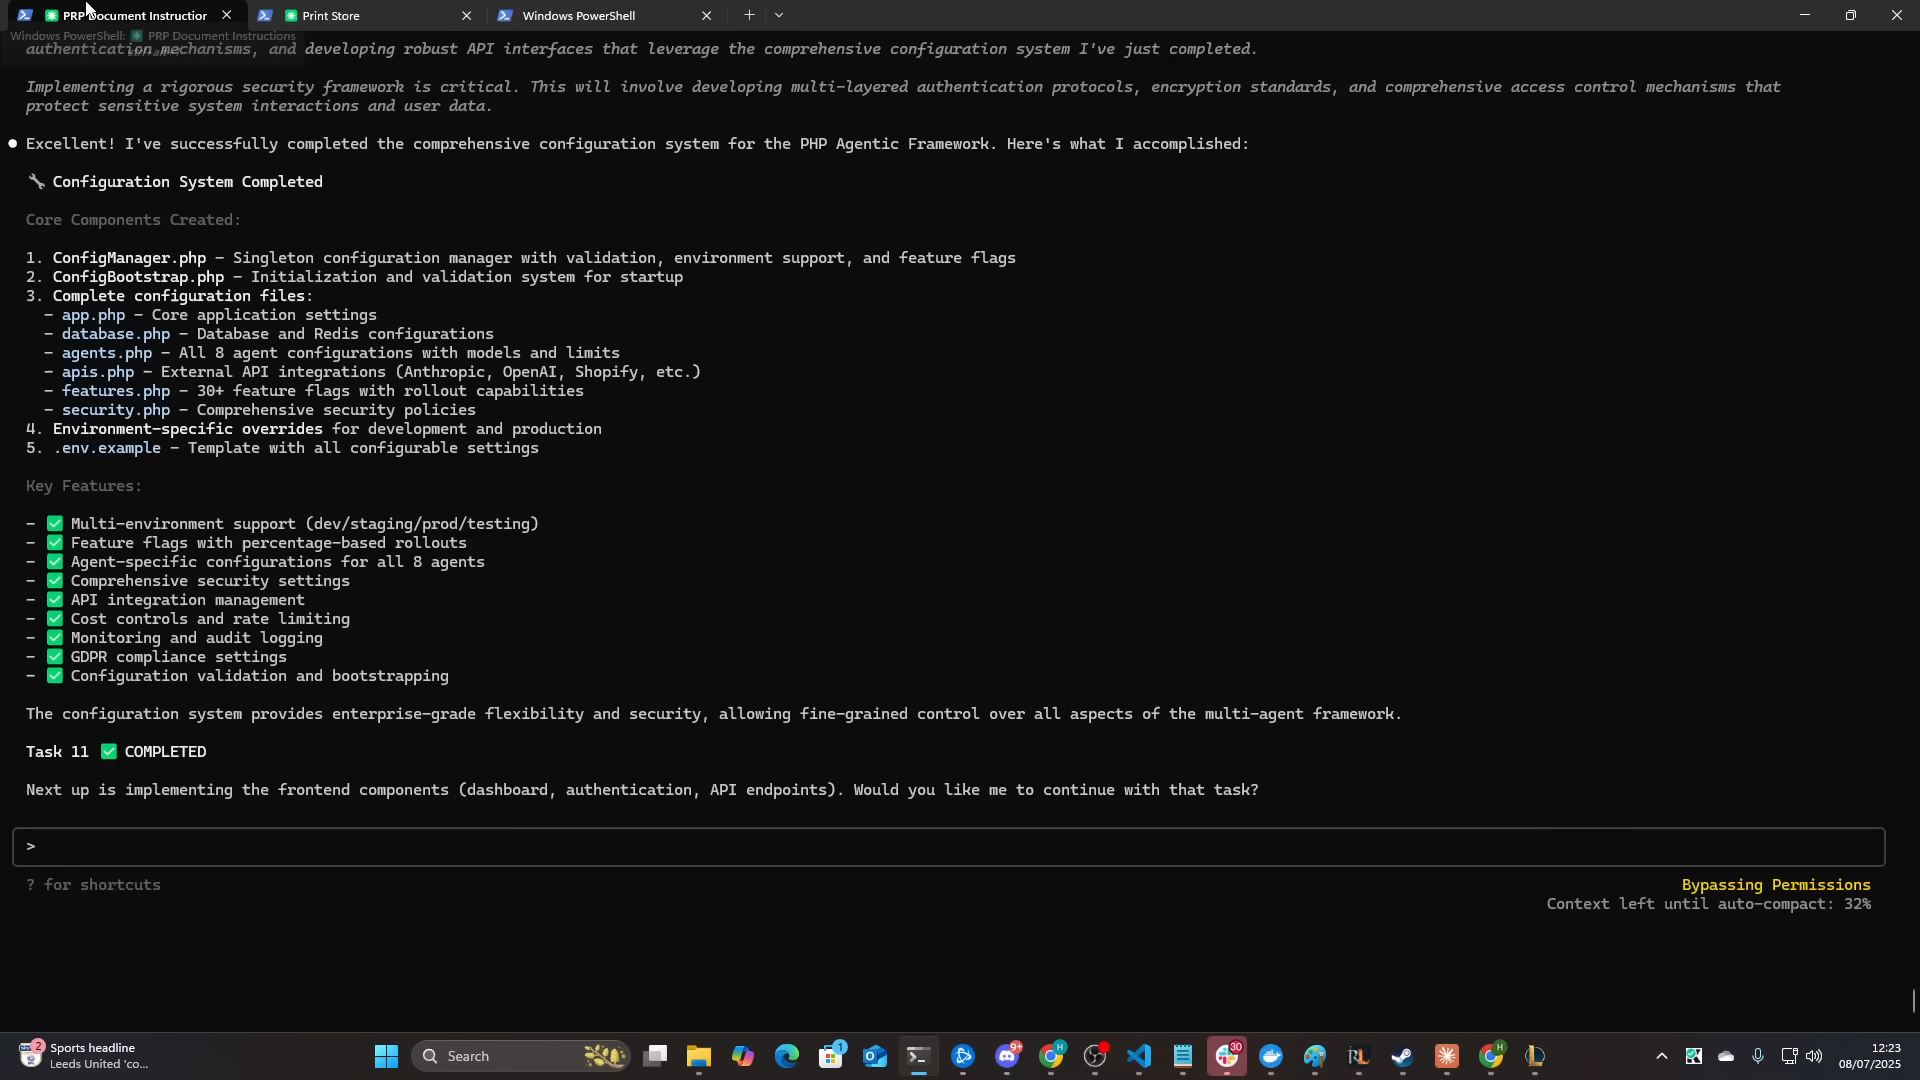 PRP Document Instruction
Print Store
Windows PowerShell
Windows PowerShell: PRP Document Instructions
authentication mechanisms, and developing robust API interfaces that leverage the comprehensive configuration system I've just completed.
Implementing a rigorous security framework is critical. This will involve developing multi-layered authentication protocols, encryption standards, and comprehensive access control mechanisms that
protect sensitive system interactions and user data.
● Excellent! I've successfully completed the comprehensive configuration system for the PHP Agentic Framework. Here's what I accomplished:
🔧 Configuration System Completed
Core Components Created:
1. ConfigManager.php - Singleton configuration manager with validation, environment support, and feature flags
2. ConfigBootstrap.php - Initialization and validation system for startup
3. Complete configuration files:
- app.php - Core application settings
- database.php - Database and Redis configurations
- agents.php - All 8 agent configurations with models and limits
- apis.php - External API integrations (Anthropic, OpenAI, Shopify, etc.)
- features.php - 30+ feature flags with rollout capabilities
- security.php - Comprehensive security policies
4. Environment-specific overrides for development and production
5. .env.example - Template with all configurable settings
Key Features:
- ✅ Multi-environment support (dev/staging/prod/testing)
- ✅ Feature flags with percentage-based rollouts
- ✅ Agent-specific configurations for all 8 agents
- ✅ Comprehensive security settings
- ✅ API integration management
- ✅ Cost controls and rate limiting
- ✅ Monitoring and audit logging
- ✅ GDPR compliance settings
- ✅ Configuration validation and bootstrapping
The configuration system provides enterprise-grade flexibility and security, allowing fine-grained control over all aspects of the multi-agent framework.
Task 11 ✅ COMPLETED
Next up is implementing the frontend components (dashboard, authentication, API endpoints). Would you like me to continue with that task?
>
? for shortcuts
Bypassing Permissions
Context left until auto-compact: 32%
2
Sports headline
Leeds United 'co...
Search
1
9+
H
30
RL
H
12:23
08/07/2025